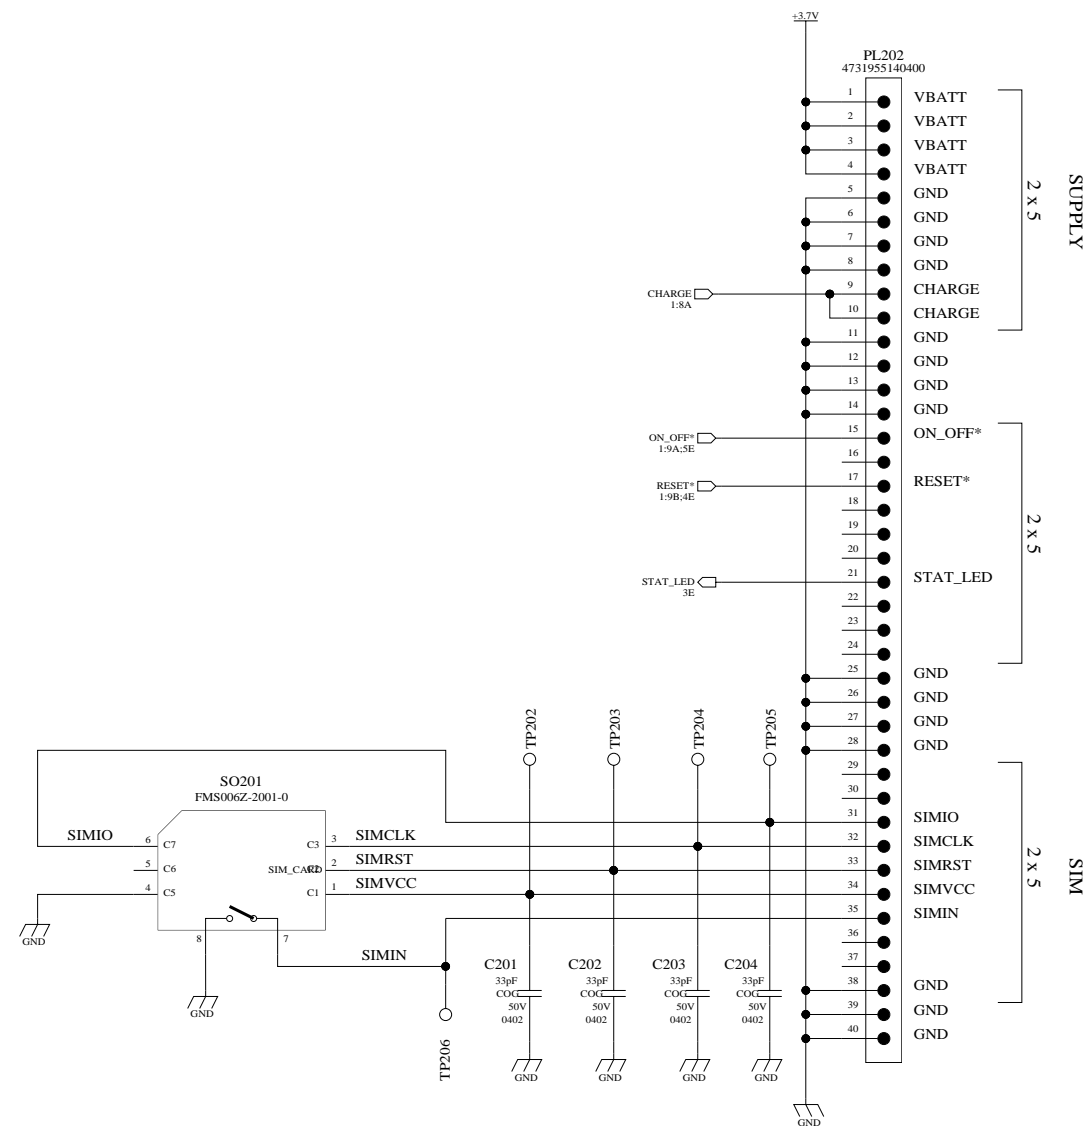 +3.7V
PL202
4731955140400
1 VBATT
2 VBATT
3 VBATT
4 VBATT
5 GND
6 GND
7 GND
8 GND
9 CHARGE
10 CHARGE
11 GND
12 GND
13 GND
14 GND
15 ON_OFF*
16
17 RESET*
18
19
20
21 STAT_LED
22
23
24
25 GND
26 GND
27 GND
28 GND
29
30
31 SIMIO
32 SIMCLK
33 SIMRST
34 SIMVCC
35 SIMIN
36
37
38 GND
39 GND
40 GND
2 x 5
SUPPLY
2 x 5
2 x 5
SIM
CHARGE
1:8A
ON_OFF*
1:9A;5E
RESET*
1:9B;4E
STAT_LED
3E
TP202
TP203
TP204
TP205
SO201
FMS006Z-2001-0
SIMIO 6 C7
5 C6
4 C5
C3 3 SIMCLK
SIM_CARD C2 2 SIMRST
C1 1 SIMVCC
8
7
SIMIN
GND
GND
TP206
C201
33pF
COG
50V
0402
GND
C202
33pF
COG
50V
0402
GND
C203
33pF
COG
50V
0402
GND
C204
33pF
COG
50V
0402
GND
GND